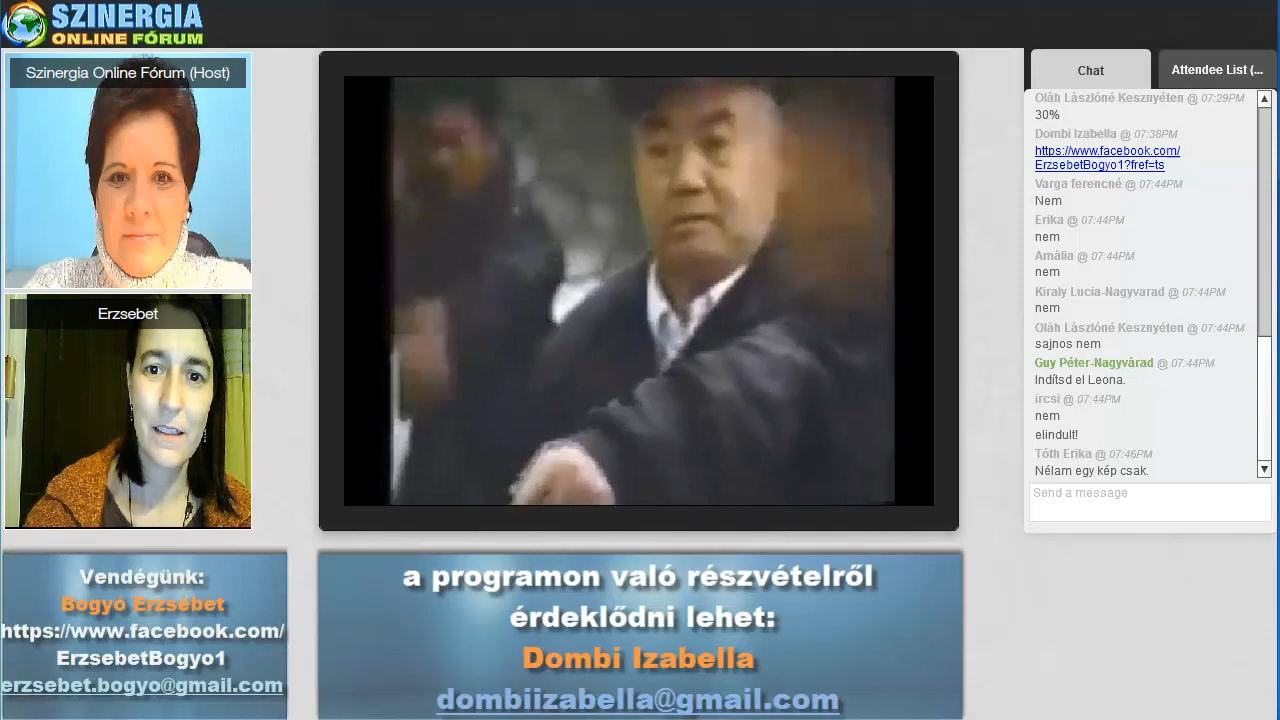 SZINERGIA
ONLINE FÓRUM
Szinergia Online Fórum (Host)
Erzsebet
Vendégünk:
Bogyó Erzsébet
https://www.facebook.com/
ErzsebetBogyo1
erzsebet.bogyo@gmail.com
a programon való részvételről
érdeklődni lehet:
Dombi Izabella
dombiizabella@gmail.com
Chat
Attendee List (...
Oláh Lászlóné Kesznyéten @ 07:29PM
30%
Dombi Izabella @ 07:38PM
https://www.facebook.com/
ErzsebetBogyo1?fref=ts
Varga ferencné @ 07:44PM
Nem
Erika @ 07:44PM
nem
Amália @ 07:44PM
nem
Kiraly Lucia-Nagyvarad @ 07:44PM
nem
Oláh Lászlóné Kesznyéten @ 07:44PM
sajnos nem
Guy Péter-Nagyvárad @ 07:44PM
Indítsd el Leona.
ircsi @ 07:44PM
nem
elindult!
Tóth Erika @ 07:46PM
Nélam egy kép csak.
Send a message